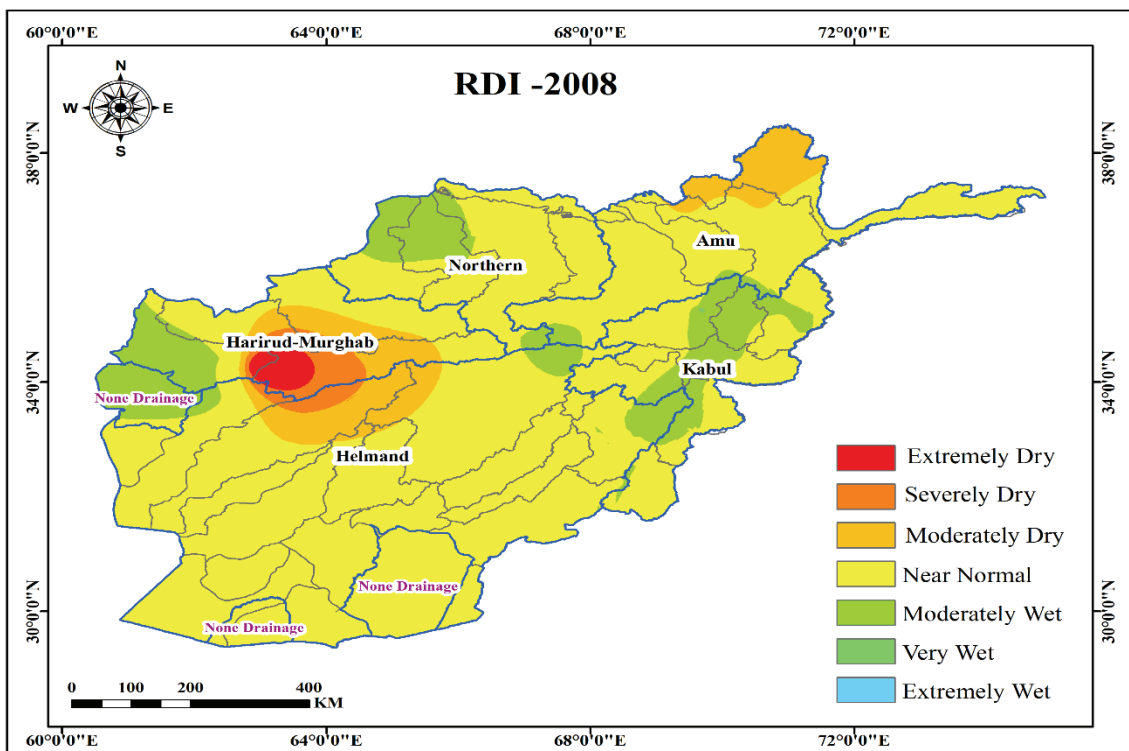 60°0'0"E 64°0'0"E 68°0'0"E 72°0'0"E
RDI -2008
N
W E
S
38°0'0"N 38°0'0"N
Amu
Northern
Harirud-Murghab
Kabul
34°0'0"N 34°0'0"N
None Drainage
Helmand
Extremely Dry
Severely Dry
Moderately Dry
Near Normal
None Drainage
Moderately Wet
30°0'0"N 30°0'0"N
None Drainage
Very Wet
Extremely Wet
0 100 200 400
KM
60°0'0"E 64°0'0"E 68°0'0"E 72°0'0"E